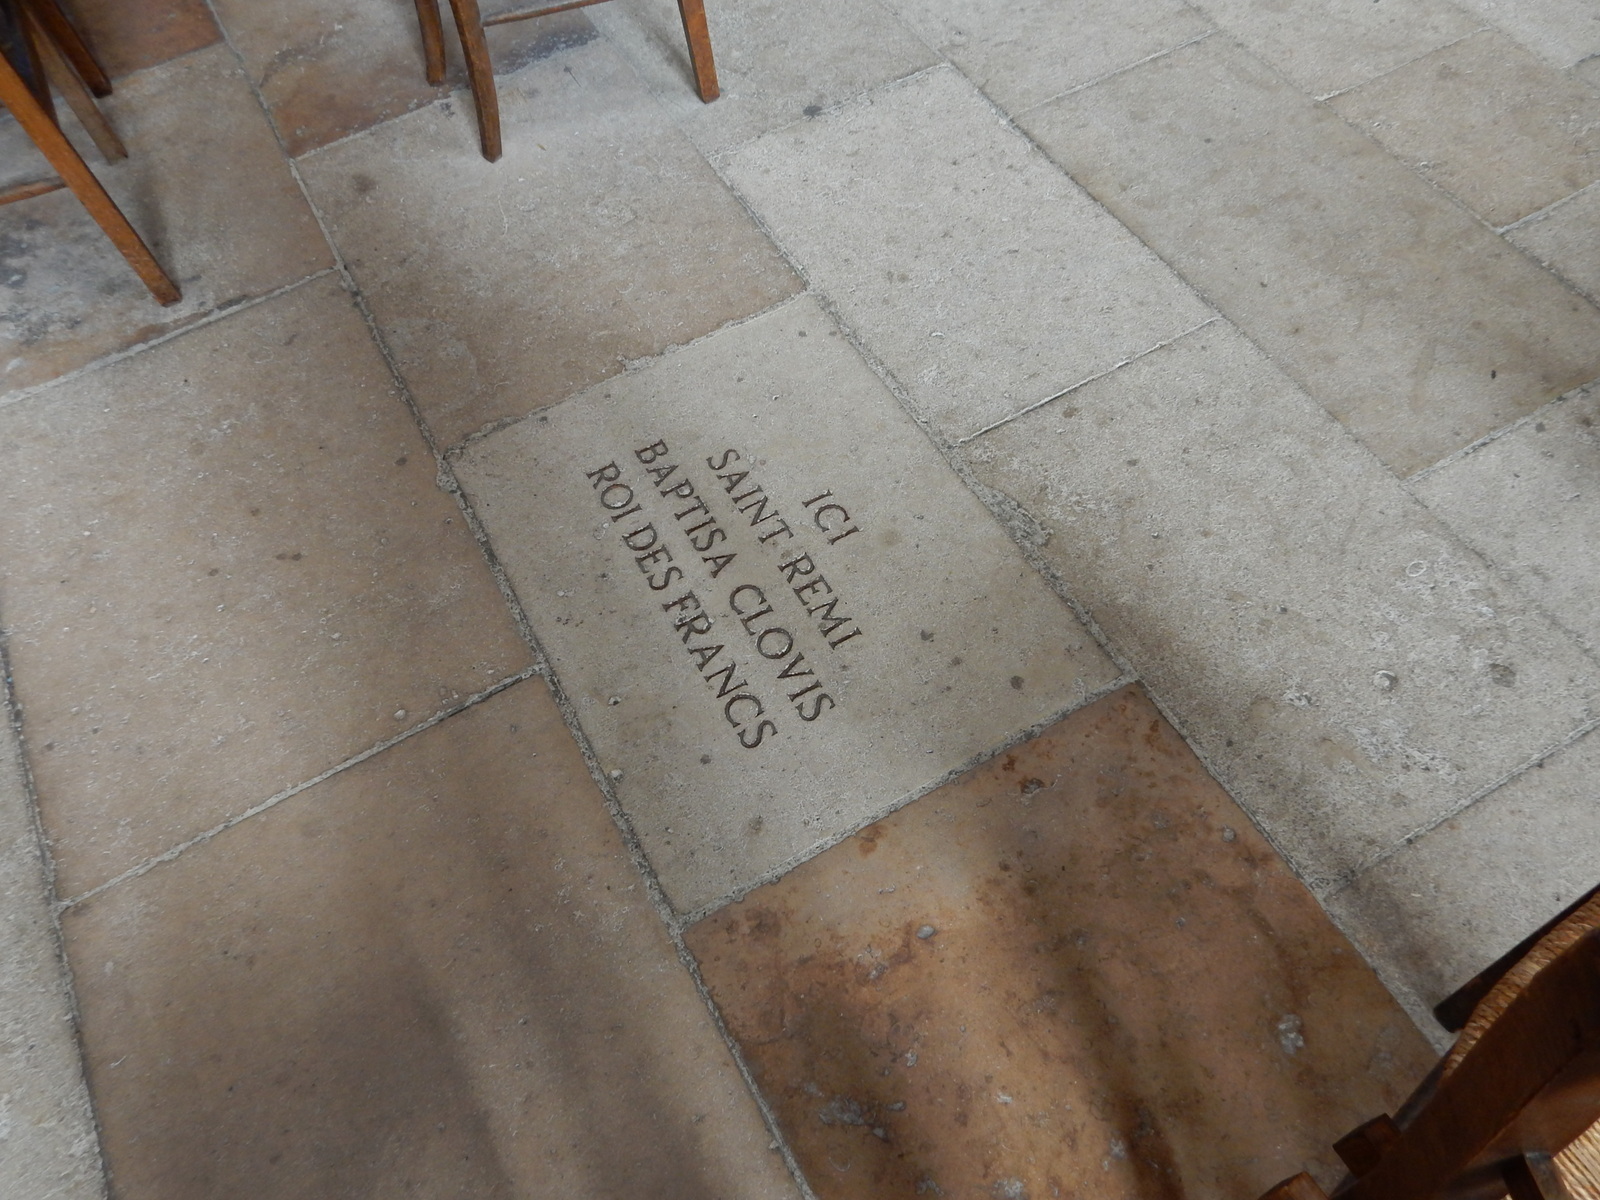 ICI
SAINT REMI
BAPTISA CLOVIS
ROI DES FRANCS